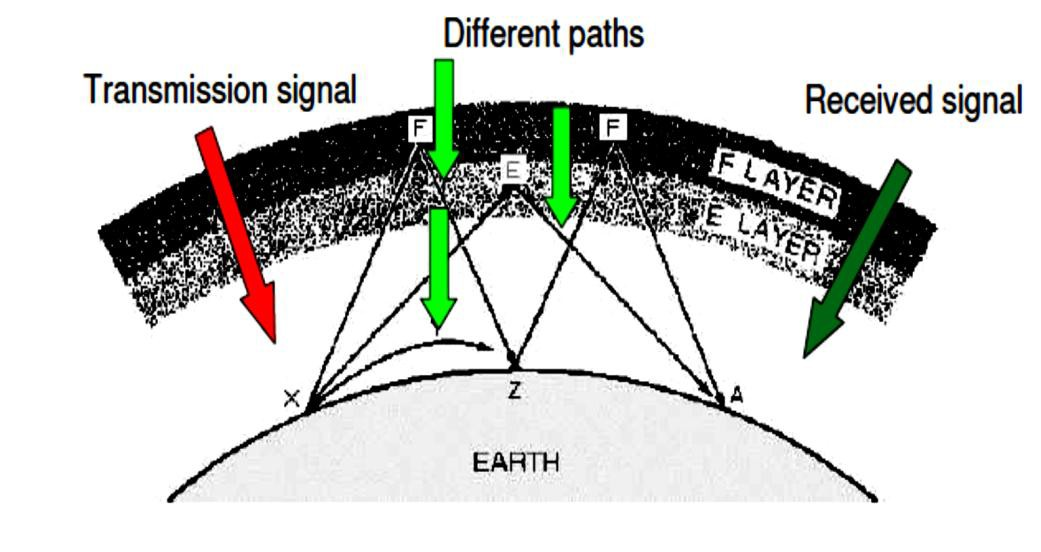 Different paths
Transmission signal
Received signal
F
F
E
F LAYER
E LAYER
X
Z
A
EARTH